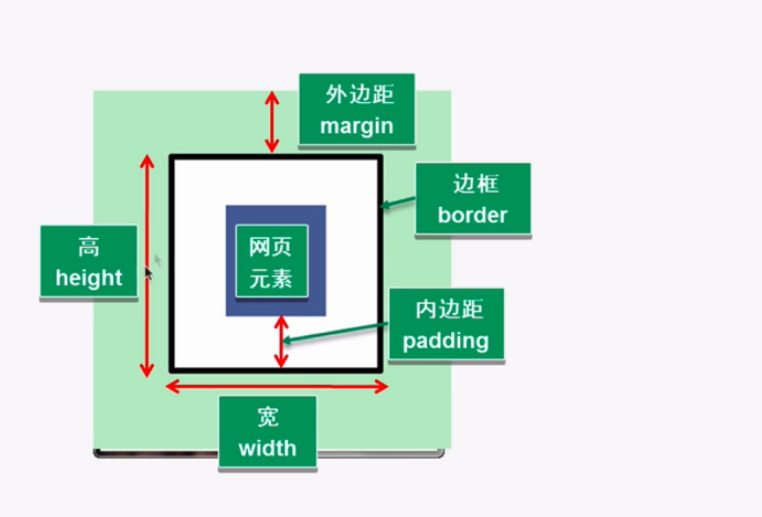 外边距
margin
边框
border
高
height
网页
元素
内边距
padding
宽
width